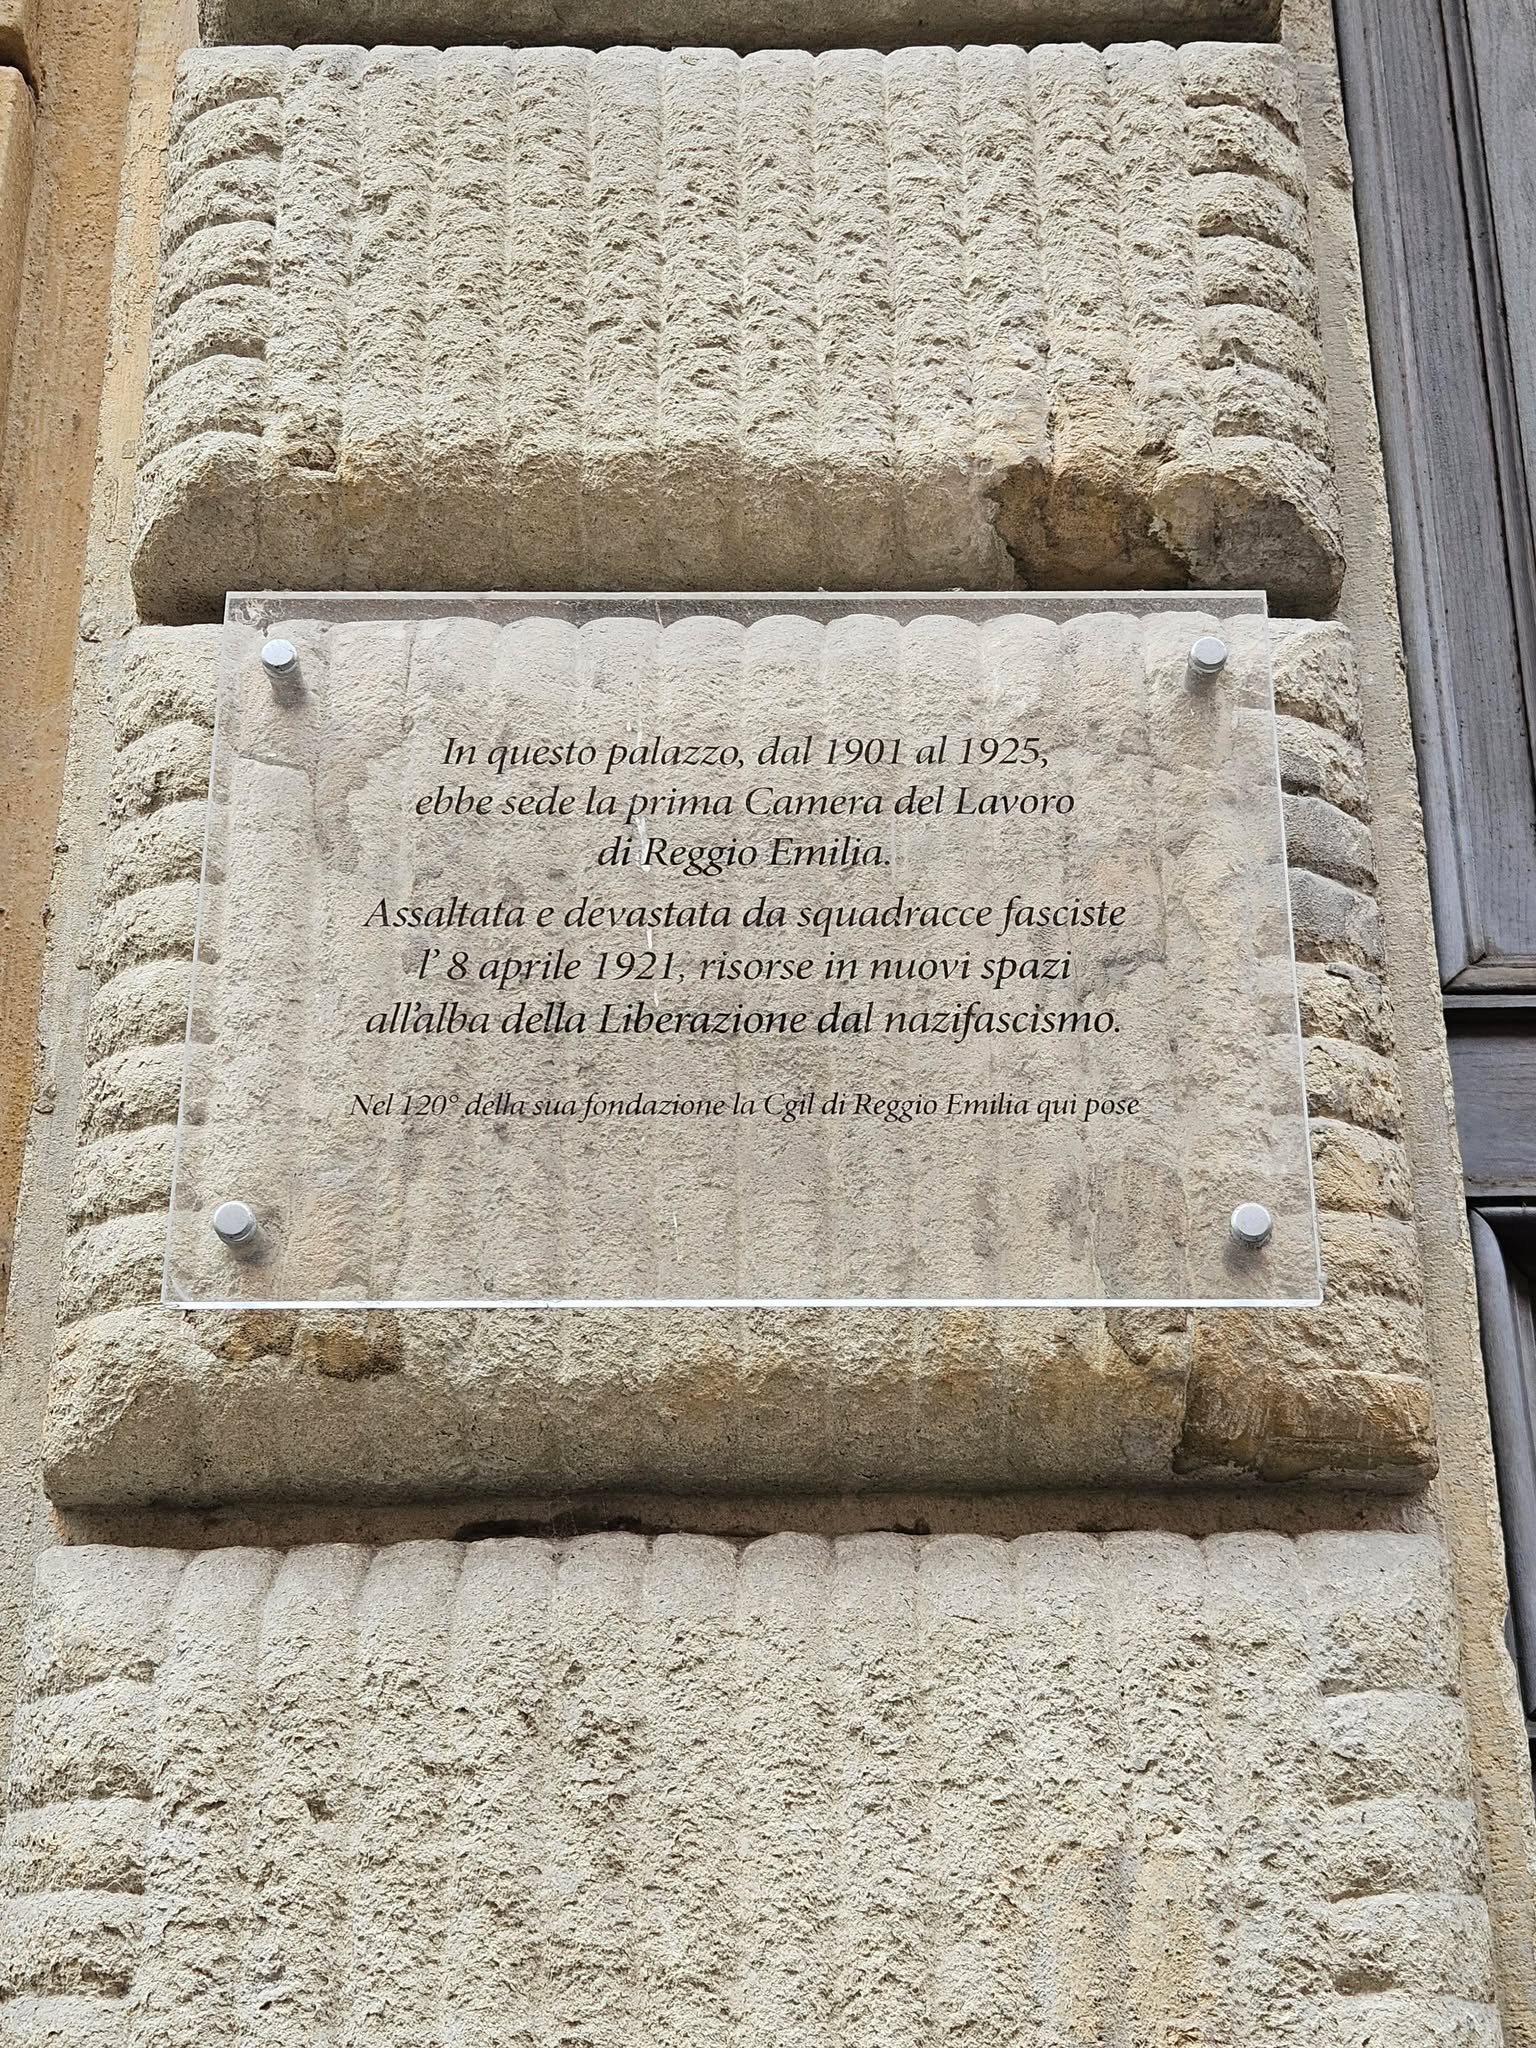 In questo palazzo, dal 1901 al 1925,
ebbe sede la prima Camera del Lavoro
di Reggio Emilia.
Assaltata e devastata da squadracce fasciste
l’ 8 aprile 1921, risorse in nuovi spazi
all’alba della Liberazione dal nazifascismo.
Nel 120° della sua fondazione la Cgil di Reggio Emilia qui pose